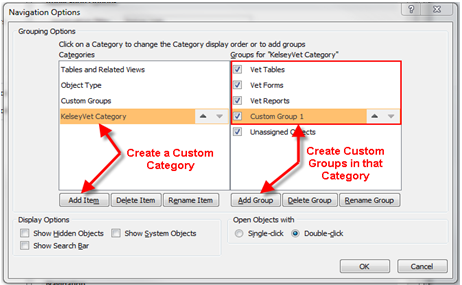 Navigation Options
Grouping Options
Click on a Category to change the Category display order or to add groups
Categories
Groups for "KelseyVet Category"
Tables and Related Views
Vet Tables
Object Type
Vet Forms
Custom Groups
Vet Reports
KelseyVet Category
Custom Group 1
Unassigned Objects
Create a Custom
Category
Create Custom
Groups in that
Category
Add Item
Delete Item
Rename Item
Add Group
Delete Group
Rename Group
Display Options
Open Objects with
Show Hidden Objects
Show System Objects
Single-click
Double-click
Show Search Bar
OK
Cancel